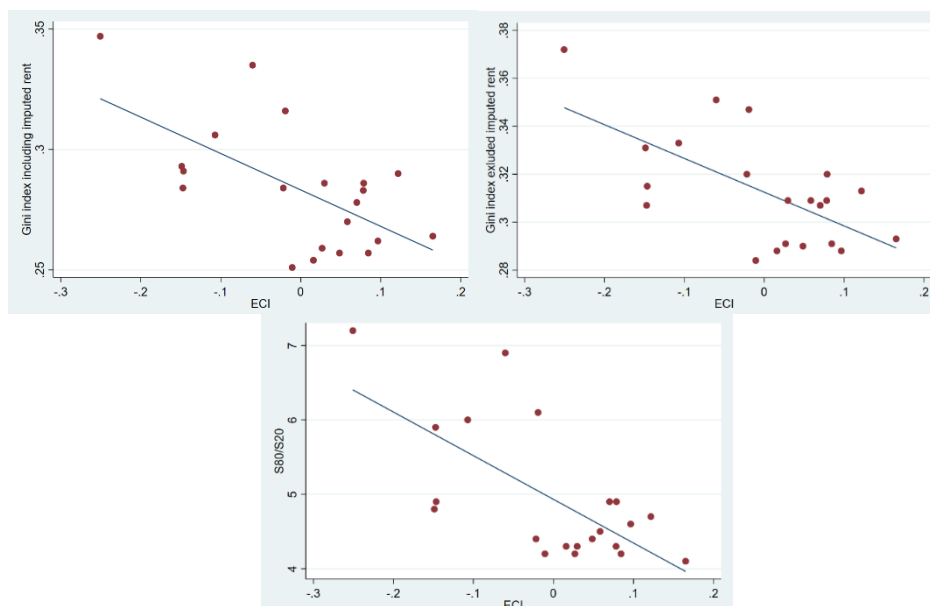 Gini index including imputed rent
.35
.3
.25
-.3 -.2 -.1 0 .1 .2
ECI
Gini index exluded imputed rent
.38
.36
.34
.32
.3
.28
-.3 -.2 -.1 0 .1 .2
ECI
S80/S20
7
6
5
4
-.3 -.2 -.1 0 .1 .2
ECI